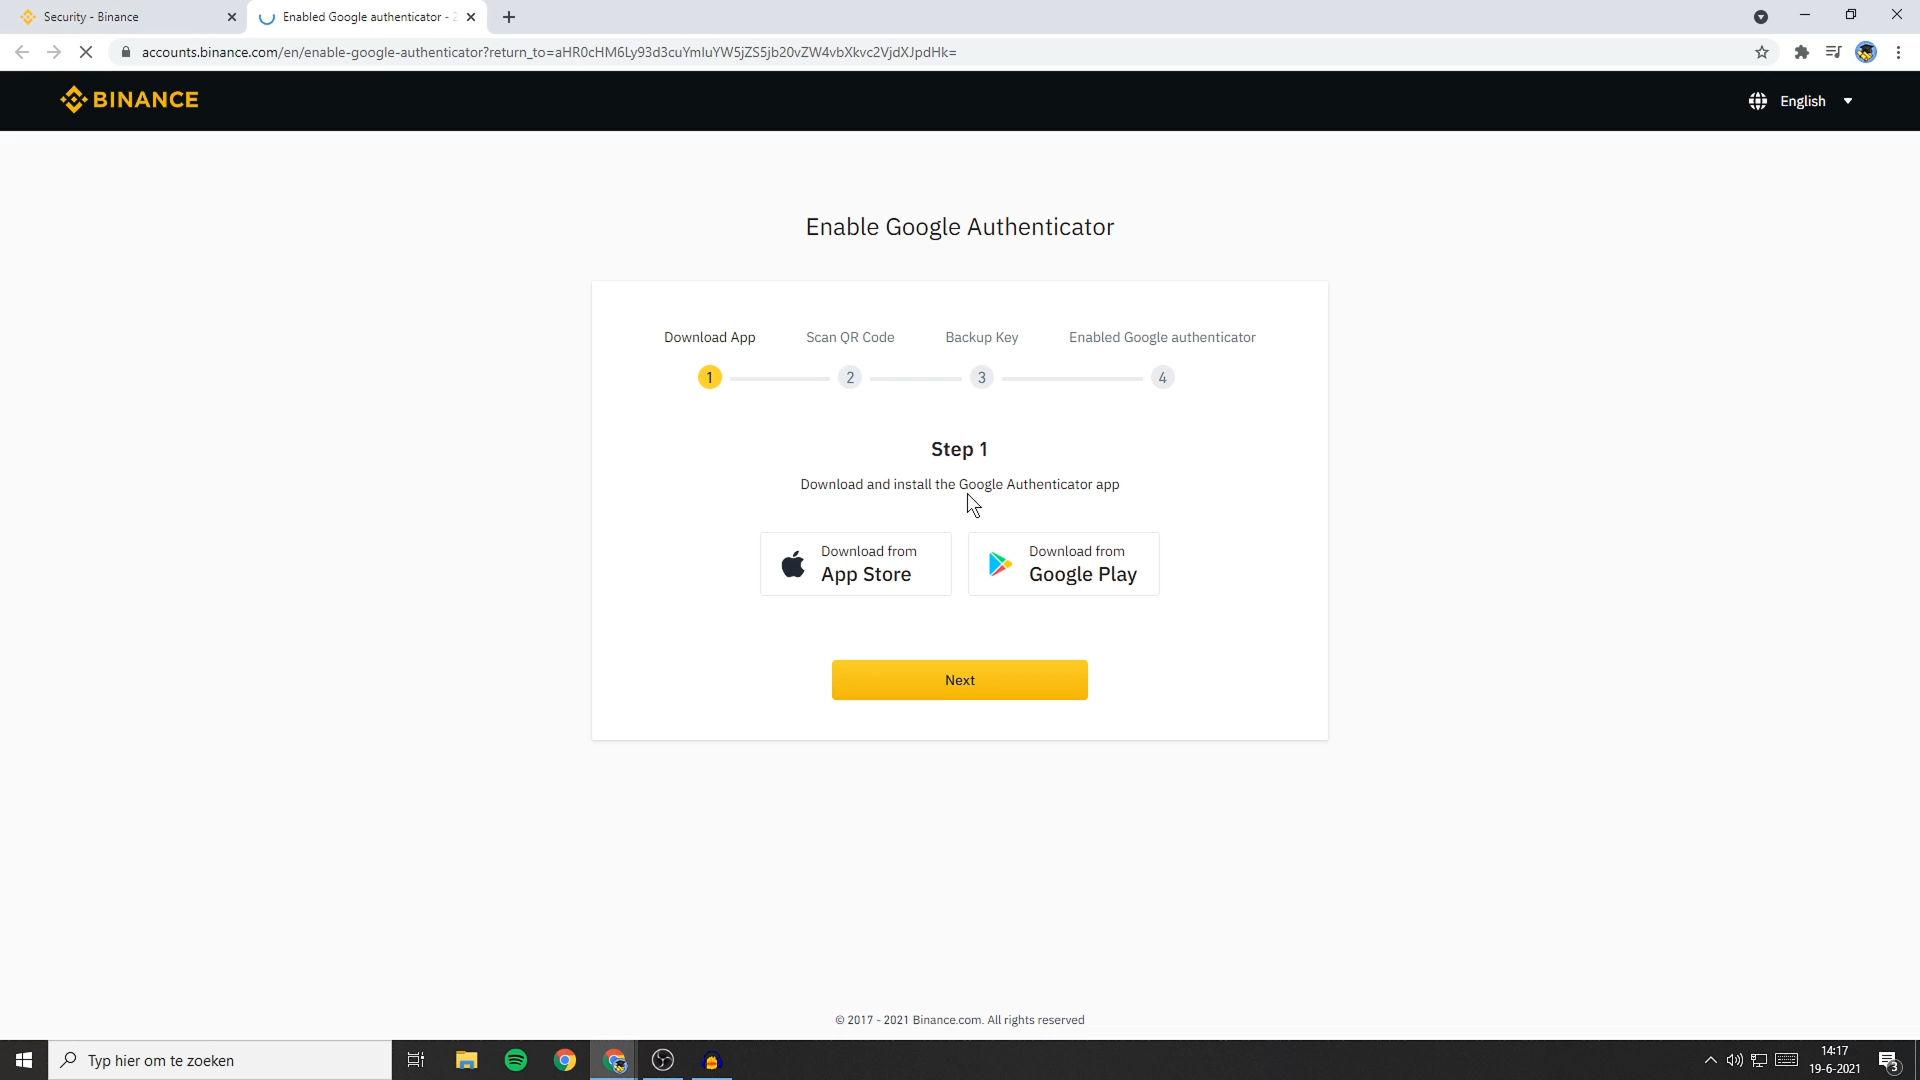 Security - Binance
Enabled Google authenticator - 2
accounts.binance.com/en/enable-google-authenticator?return_to=aHR0cHM6Ly93d3cuYmluYW5jZS5jb20vZW4vbXkvc2VjdXJpdHk=
BINANCE
English
Enable Google Authenticator
Download App
Scan QR Code
Backup Key
Enabled Google authenticator
1
2
3
4
Step 1
Download and install the Google Authenticator app
Download from
App Store
Download from
Google Play
Next
© 2017 - 2021 Binance.com. All rights reserved
Typ hier om te zoeken
14:17
19-6-2021
3